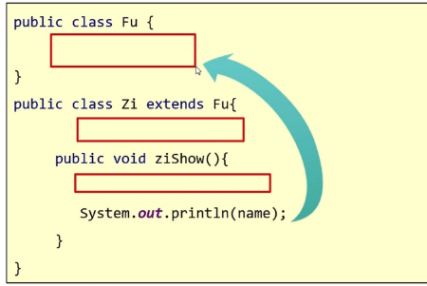 public class Fu {
}
public class Zi extends Fu{
public void ziShow(){
System.out.println(name);
}
}